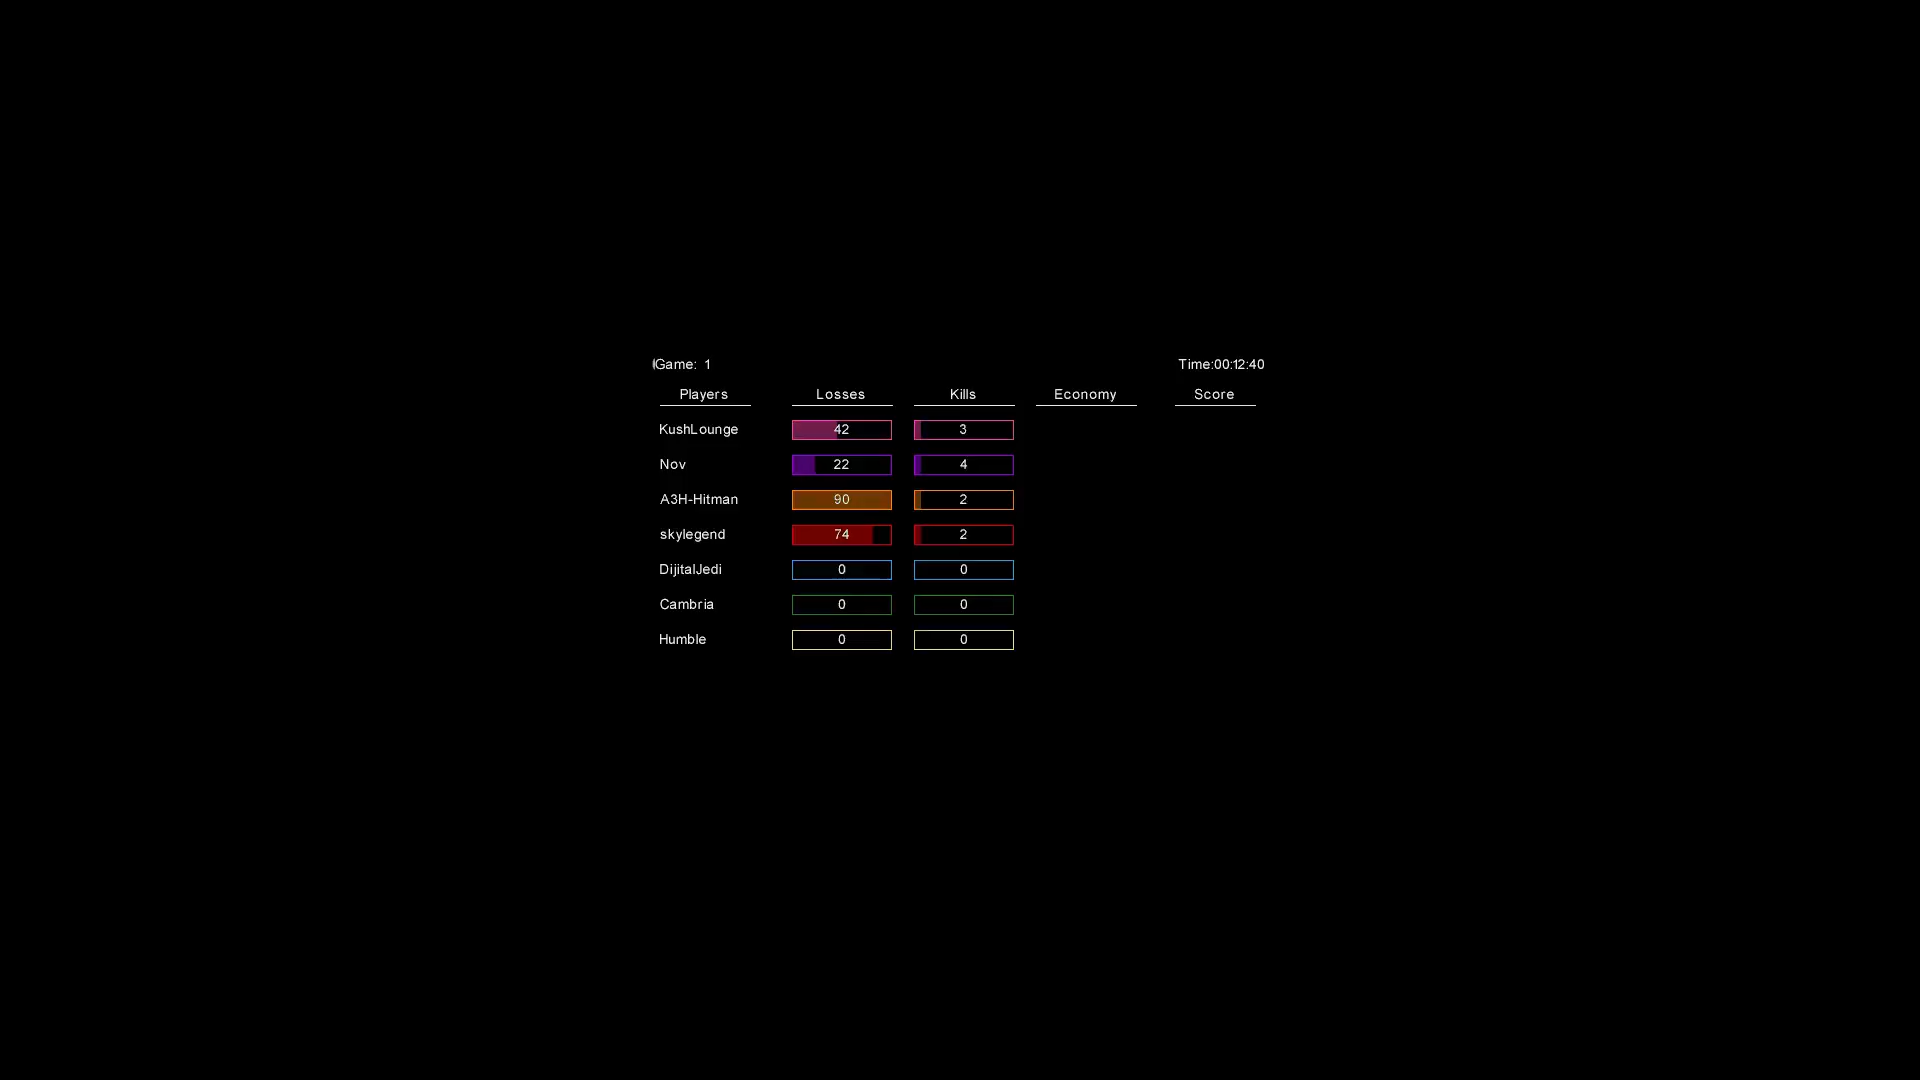 Game: 1 Time:00:12:40
Players Losses Kills Economy Score
KushLounge 42 3
Nov 22 4
A3H-Hitman 90 2
skylegend 74 2
DijitalJedi 0 0
Cambria 0 0
Humble 0 0